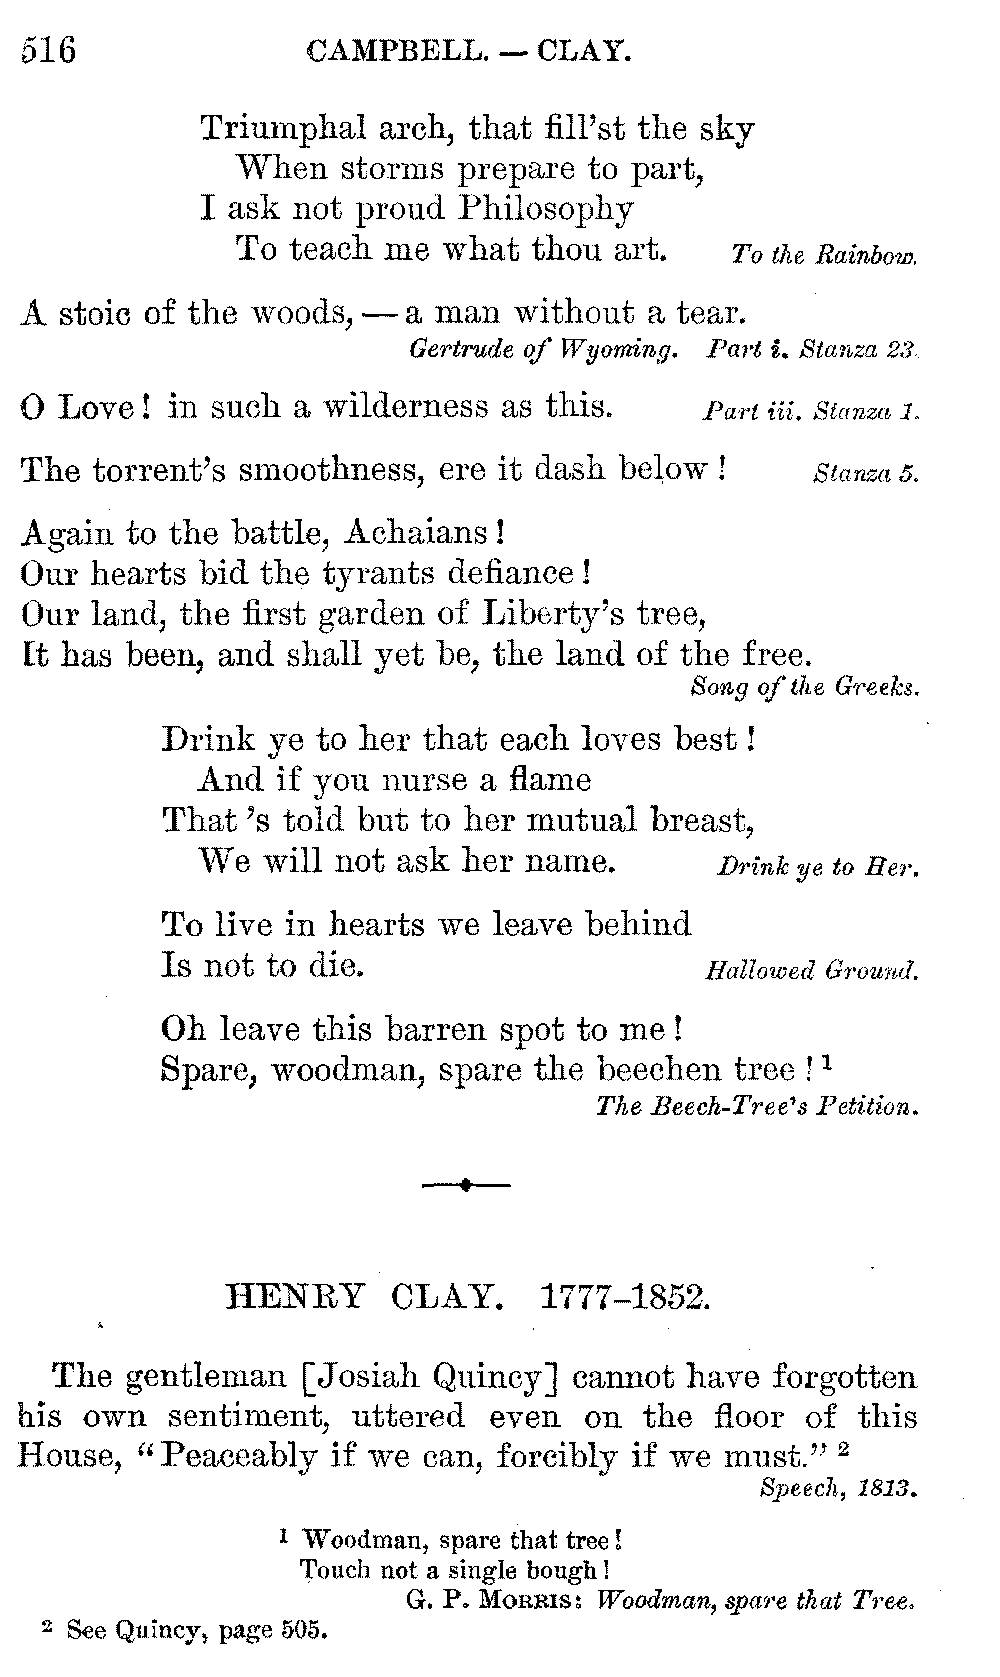 516 CAMPBELL. — CLAY.
Triumphal arch, that fill'st the sky
When storms prepare to part,
I ask not proud Philosophy
To teach me what thou art. To the Rainbow.
A stoic of the woods, — a man without a tear.
Gertrude of Wyoming. Part i. Stanza 23.
O Love! in such a wilderness as this. Part iii. Stanza 1.
The torrent's smoothness, ere it dash below! Stanza 5.
Again to the battle, Achaians!
Our hearts bid the tyrants defiance!
Our land, the first garden of Liberty's tree,
It has been, and shall yet be, the land of the free.
Song of the Greeks.
Drink ye to her that each loves best!
And if you nurse a flame
That 's told but to her mutual breast,
We will not ask her name. Drink ye to Her.
To live in hearts we leave behind
Is not to die. Hallowed Ground.
Oh leave this barren spot to me!
Spare, woodman, spare the beechen tree!¹
The Beech-Tree's Petition.
HENRY CLAY. 1777–1852.
The gentleman [Josiah Quincy] cannot have forgotten
his own sentiment, uttered even on the floor of this
House, "Peaceably if we can, forcibly if we must."²
Speech, 1813.
¹ Woodman, spare that tree!
Touch not a single bough!
G. P. MORRIS: Woodman, spare that Tree.
² See Quincy, page 505.